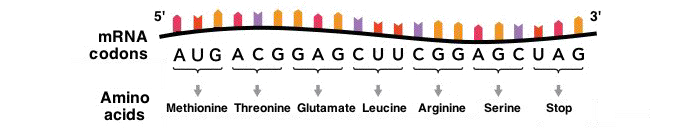 5' 3'
mRNA
codons
A U G A C G G A G C U U C G G A G C U A G
Amino
acids
Methionine Threonine Glutamate Leucine Arginine Serine Stop